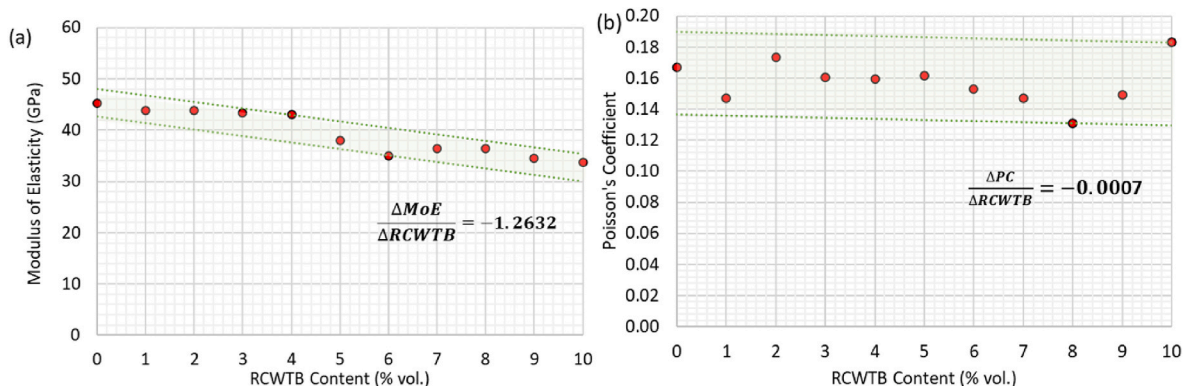 (a)
Modulus of Elasticity (GPa)
60
50
40
30
20
10
0
ΔMoE
ΔRCWTB
= −1.2632
0 1 2 3 4 5 6 7 8 9 10
RCWTB Content (% vol.)
(b)
Poisson's Coefficient
0.20
0.18
0.16
0.14
0.12
0.10
0.08
0.06
0.04
0.02
0.00
ΔPC
ΔRCWTB
= −0.0007
0 1 2 3 4 5 6 7 8 9 10
RCWTB Content (% vol.)